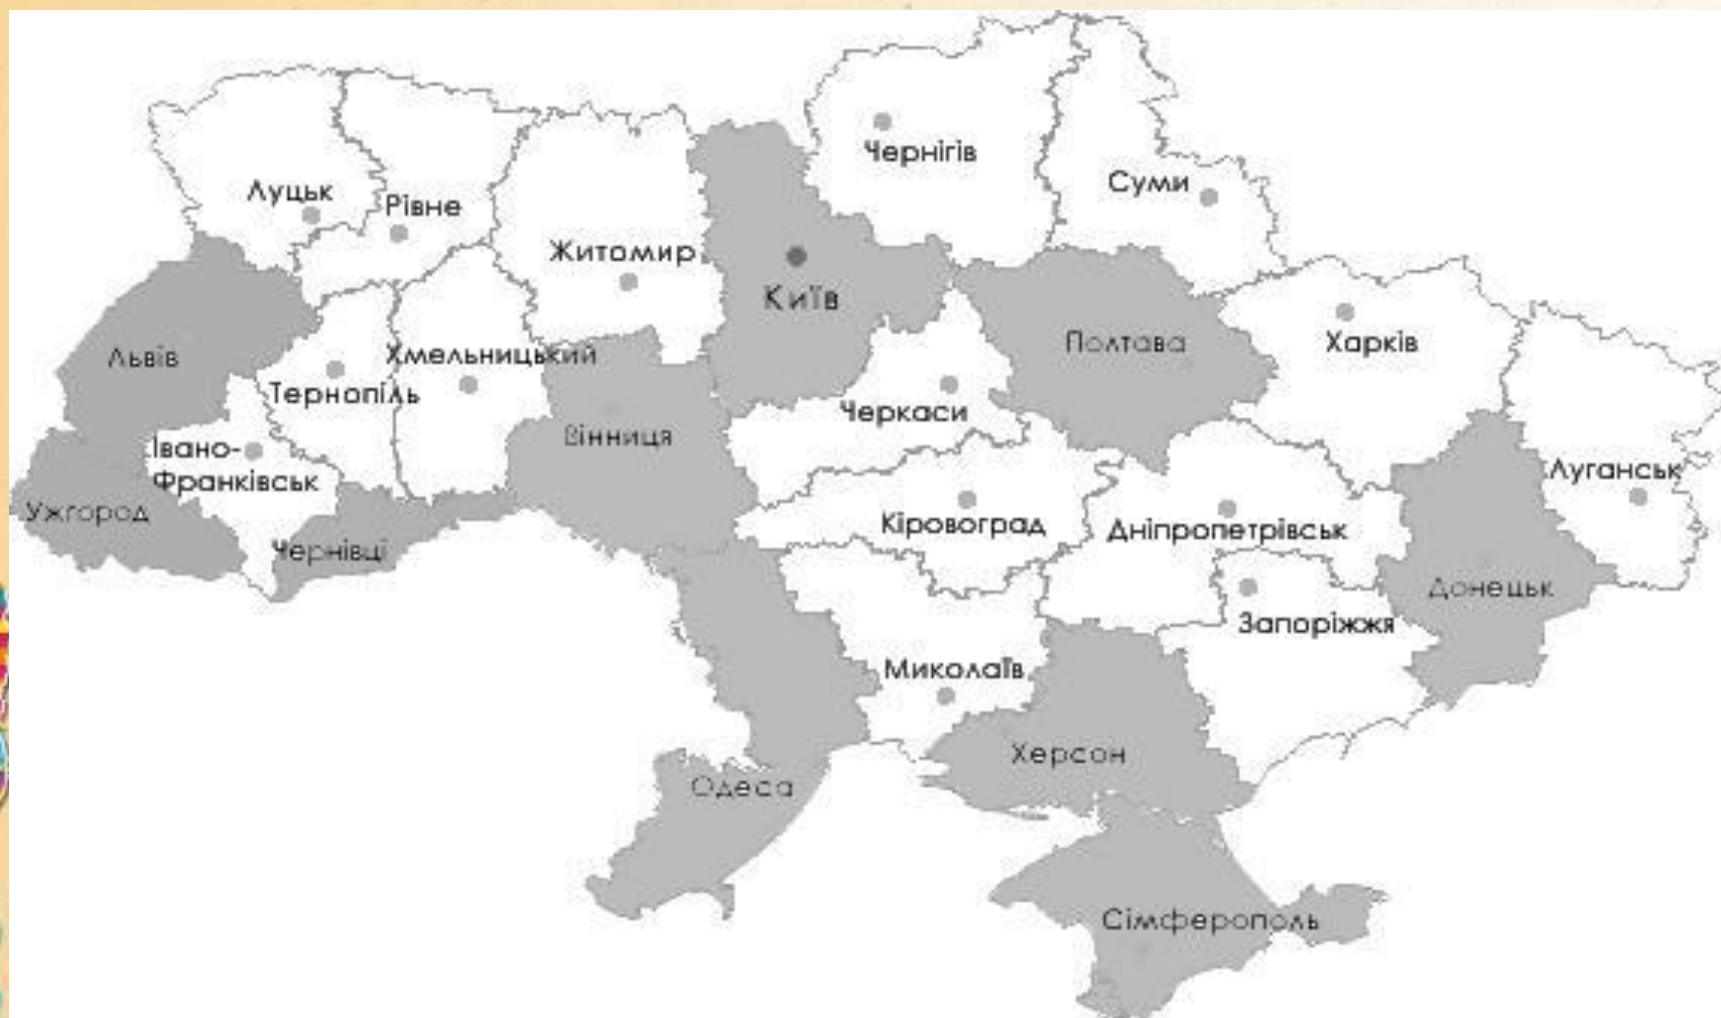 Чернігів
Суми
Луцьк
Рівне
Житомир
Київ
Львів
Хмельницький
Тернопіль
Полтава
Харків
Черкаси
Вінниця
Івано-
Франківськ
Ужгород
Чернівці
Кіровоград
Дніпропетрівськ
Луганськ
Донецьк
Запоріжжя
Миколаїв
Херсон
Одеса
Сімферополь